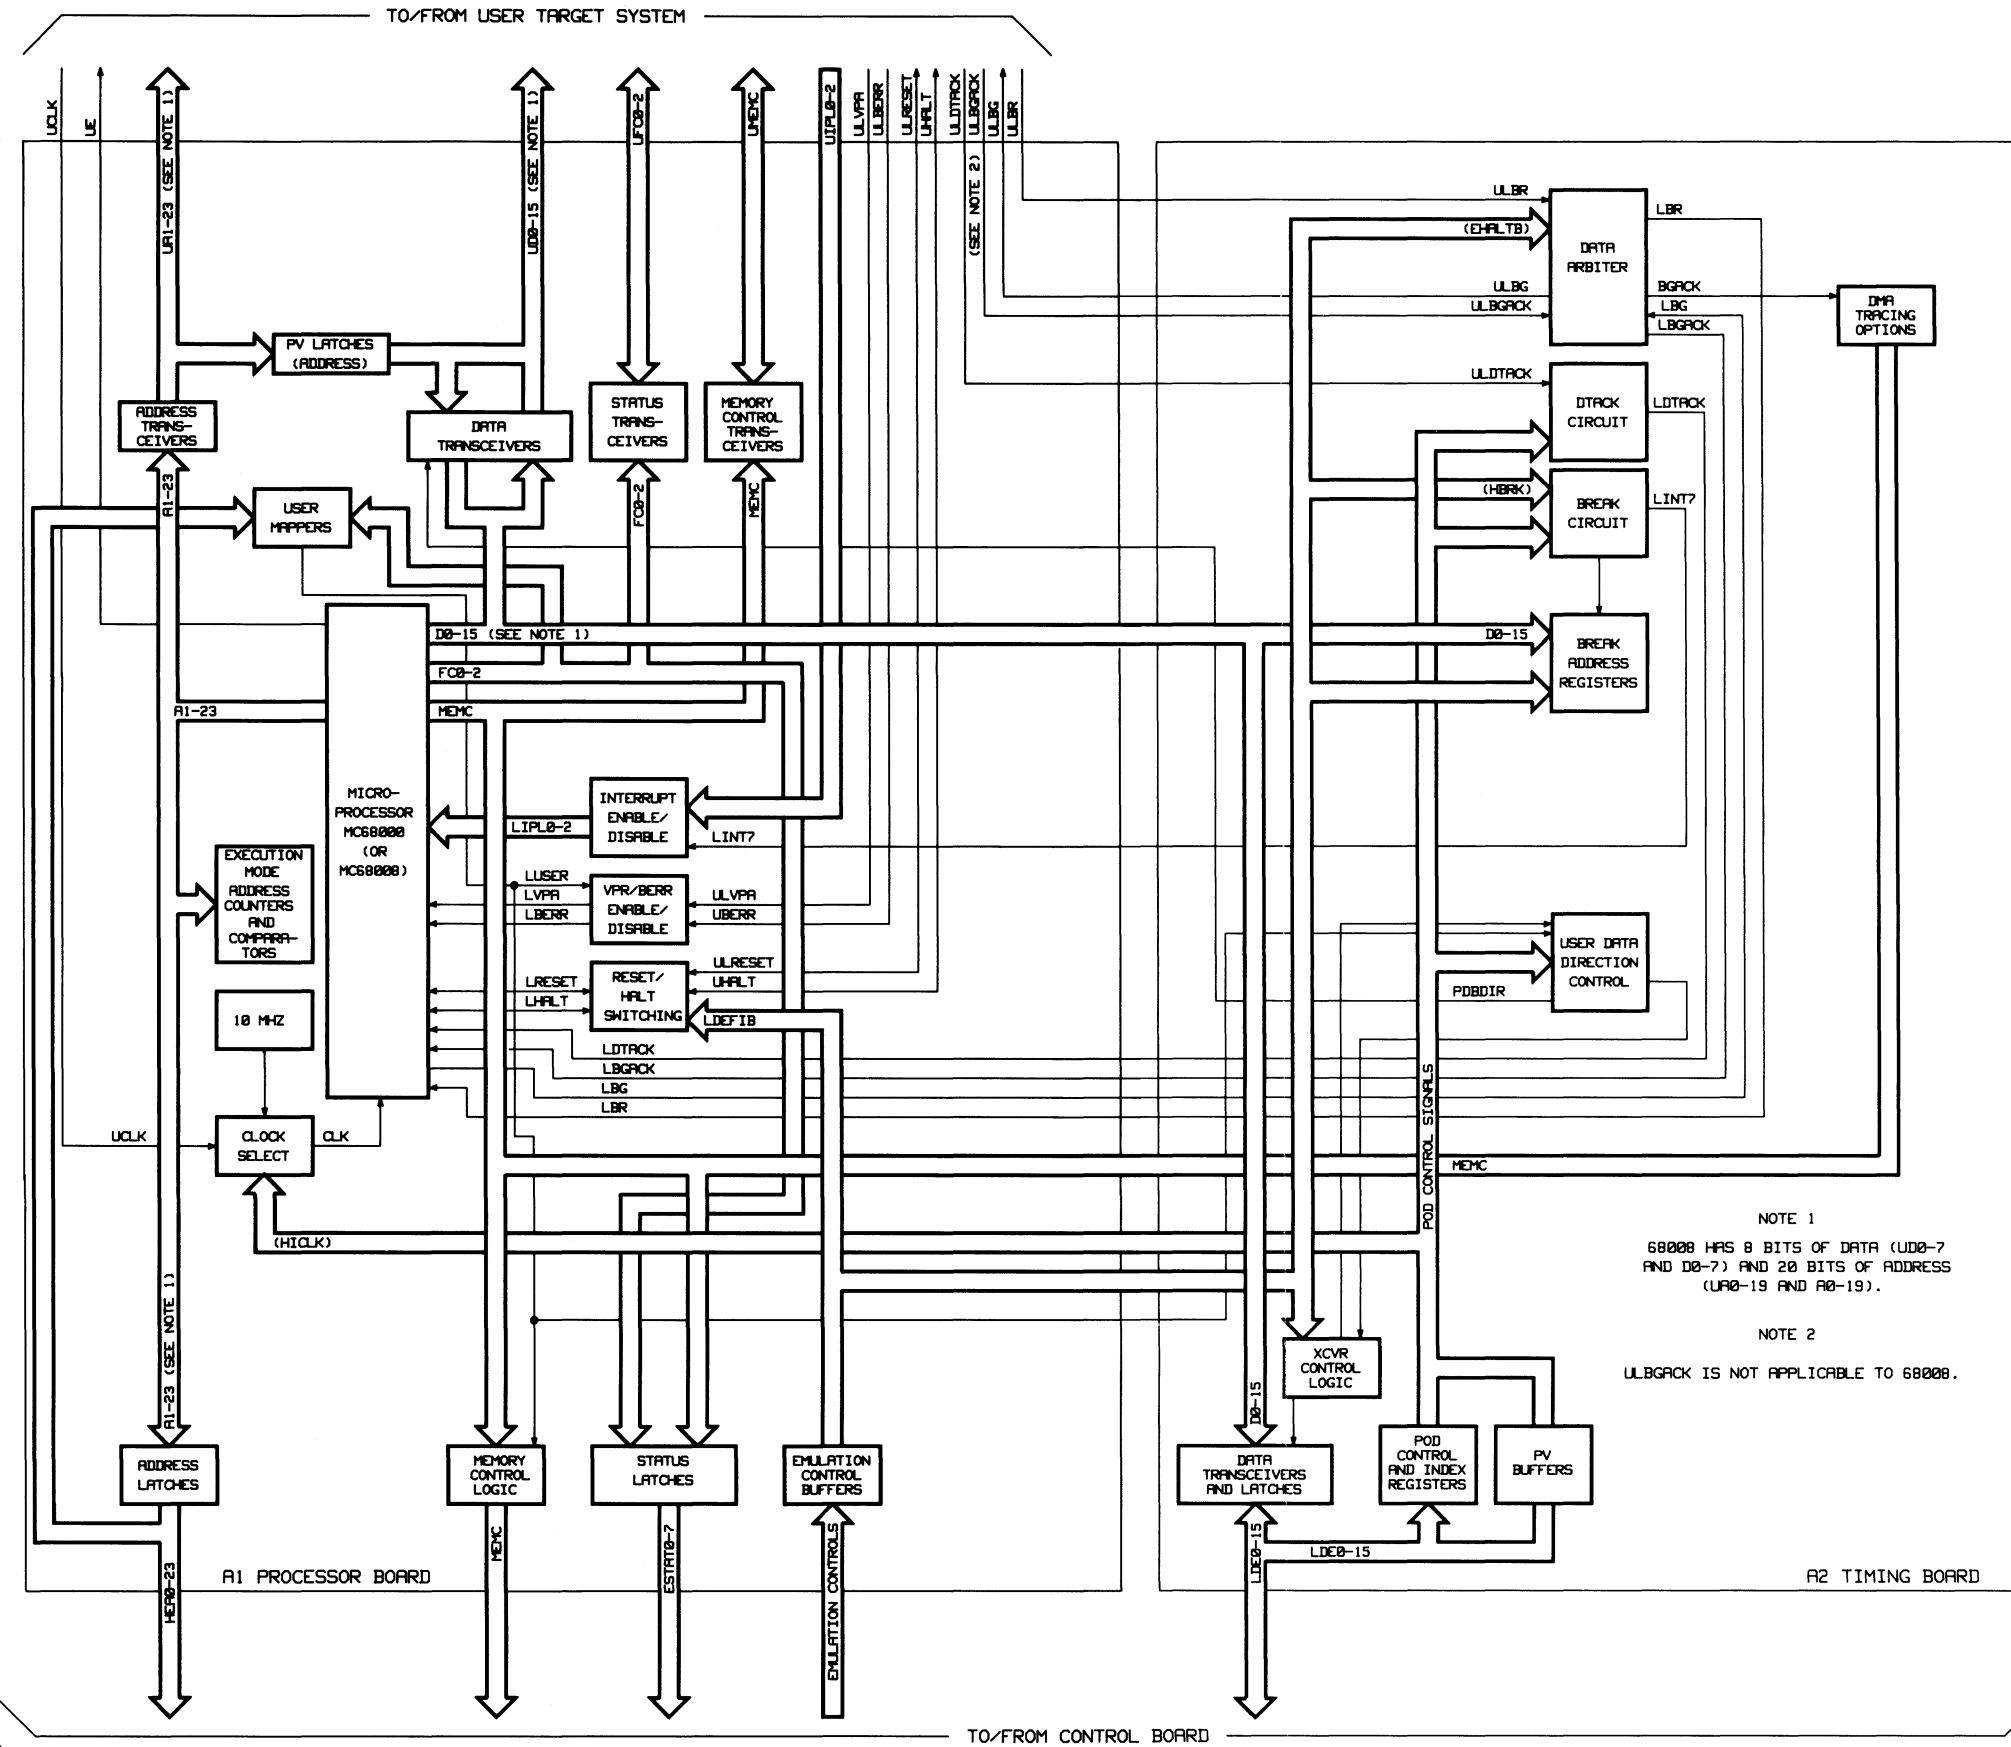 TO/FROM USER TARGET SYSTEM
UCLK
UE
UA1-23 (SEE NOTE 1)
UD0-15 (SEE NOTE 1)
UFC0-2
UMEMC
UIPL0-2
ULVPA
ULBERR
ULRESET
UHALT
ULDTACK
ULBGACK
(SEE NOTE 2)
ULBG
ULBR
ULBR
(EHALTB)
ULBG
ULBGACK
DATA
ARBITER
LBR
BGACK
LBG
LBGACK
DMA
TRACING
OPTIONS
PV LATCHES
(ADDRESS)
ADDRESS
TRANS-
CEIVERS
DATA
TRANSCEIVERS
STATUS
TRANS-
CEIVERS
MEMORY
CONTROL
TRANS-
CEIVERS
ULDTACK
DTACK
CIRCUIT
LDTACK
A1-23
USER
MAPPERS
FC0-2
MEMC
(HBRK)
BREAK
CIRCUIT
LINT7
D0-15 (SEE NOTE 1)
D0-15
BREAK
ADDRESS
REGISTERS
FC0-2
A1-23
MEMC
MICRO-
PROCESSOR
MC68000
(OR
MC68008)
INTERRUPT
ENABLE/
DISABLE
LIPL0-2
LINT7
EXECUTION
MODE
ADDRESS
COUNTERS
AND
COMPARA-
TORS
LUSER
LVPA
LBERR
VPA/BERR
ENABLE/
DISABLE
ULVPA
UBERR
LRESET
LHALT
RESET/
HALT
SWITCHING
ULRESET
UHALT
LDEFIB
USER DATA
DIRECTION
CONTROL
PDBDIR
10 MHZ
LDTACK
LBGACK
LBG
LBR
UCLK
CLOCK
SELECT
CLK
POD CONTROL SIGNALS
MEMC
(HICLK)
NOTE 1
68008 HAS 8 BITS OF DATA (UD0-7
AND D0-7) AND 20 BITS OF ADDRESS
(UA0-19 AND A0-19).
NOTE 2
ULBGACK IS NOT APPLICABLE TO 68008.
A1-23 (SEE NOTE 1)
XCVR
CONTROL
LOGIC
D0-15
ADDRESS
LATCHES
MEMORY
CONTROL
LOGIC
STATUS
LATCHES
EMULATION
CONTROL
BUFFERS
DATA
TRANSCEIVERS
AND LATCHES
POD
CONTROL
AND INDEX
REGISTERS
PV
BUFFERS
HEA0-23
MEMC
ESTAT0-7
EMULATION CONTROLS
LDE0-15
LDE0-15
A1 PROCESSOR BOARD
A2 TIMING BOARD
TO/FROM CONTROL BOARD